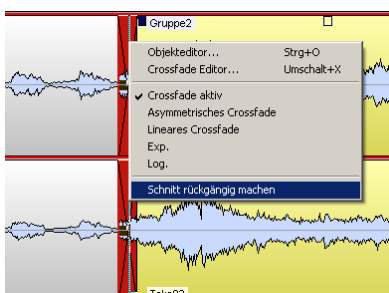 Gruppe2
Objekteditor... Strg+O
Crossfade Editor... Umschalt+X
Crossfade aktiv
Asymmetrisches Crossfade
Lineares Crossfade
Exp.
Log.
Schnitt rückgängig machen